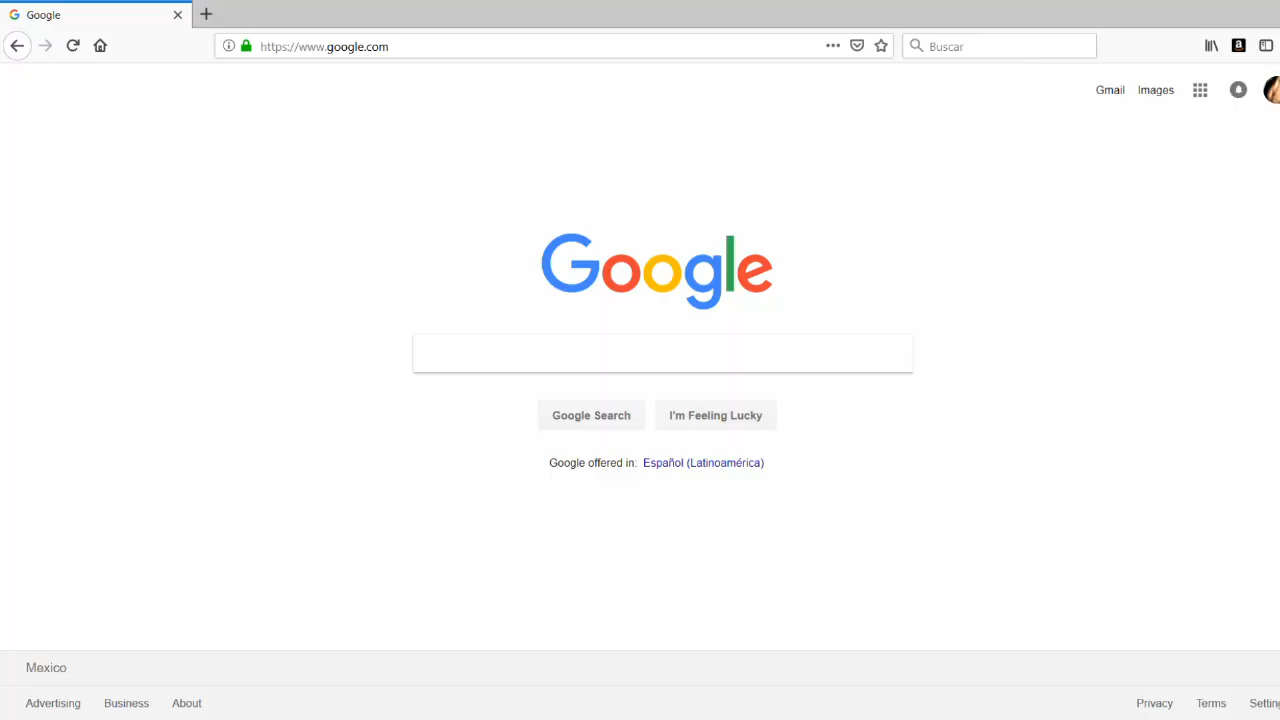 Google
https://www.google.com
Buscar
Gmail Images
Google
Google Search I'm Feeling Lucky
Google offered in: Español (Latinoamérica)
Mexico
Advertising Business About Privacy Terms Setting